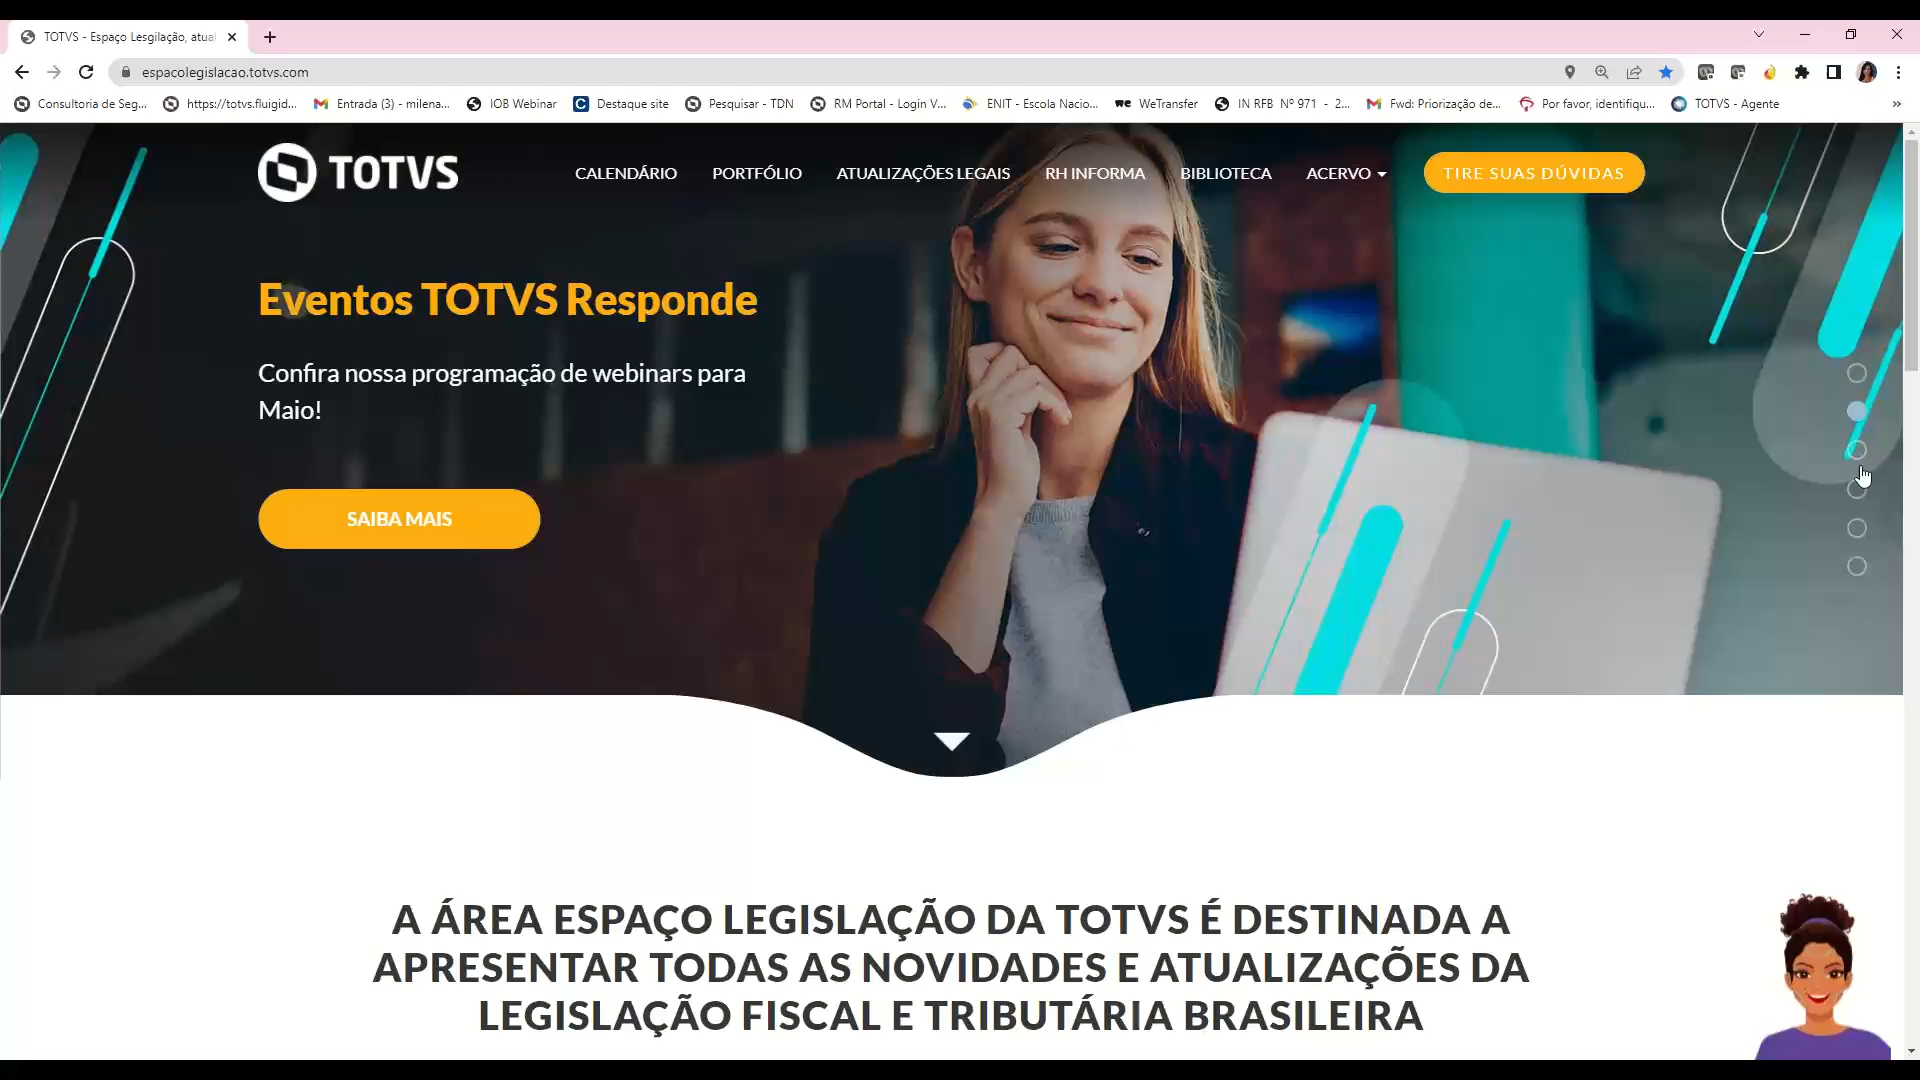 TOTVS - Espaço Lesgilação, atual
espacolegislacao.totvs.com
Consultoria de Seg...
https://totvs.fluigid...
Entrada (3) - milena...
IOB Webinar
Destaque site
Pesquisar - TDN
RM Portal - Login V...
ENIT - Escola Nacio...
WeTransfer
IN RFB Nº 971 - 2...
Fwd: Priorização de...
Por favor, identifiqu...
TOTVS - Agente
TOTVS
CALENDÁRIO
PORTFÓLIO
ATUALIZAÇÕES LEGAIS
RH INFORMA
BIBLIOTECA
ACERVO
TIRE SUAS DÚVIDAS
Eventos TOTVS Responde
Confira nossa programação de webinars para
Maio!
SAIBA MAIS
A ÁREA ESPAÇO LEGISLAÇÃO DA TOTVS É DESTINADA A
APRESENTAR TODAS AS NOVIDADES E ATUALIZAÇÕES DA
LEGISLAÇÃO FISCAL E TRIBUTÁRIA BRASILEIRA